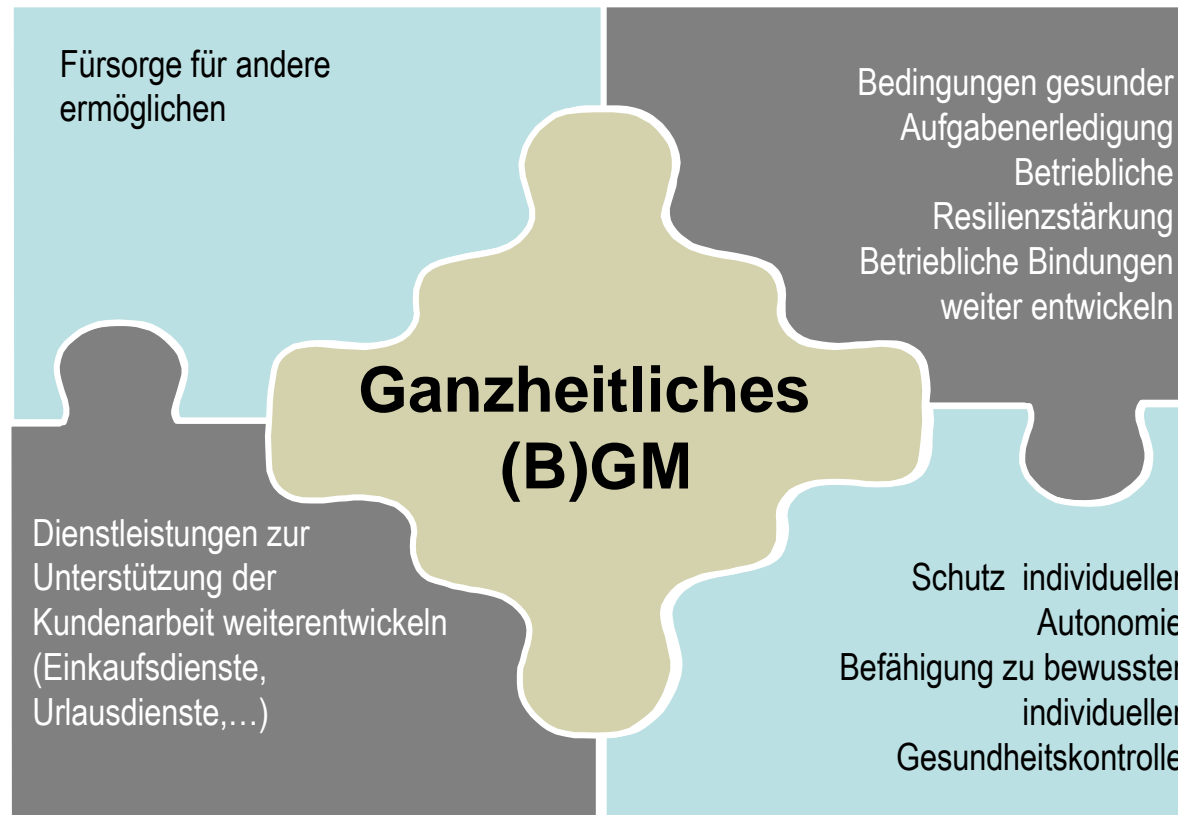 Fürsorge für andere
ermöglichen
Bedingungen gesunder
Aufgabenerledigung
Betriebliche
Resilienzstärkung
Betriebliche Bindungen
weiter entwickeln
Ganzheitliches
(B)GM
Dienstleistungen zur
Unterstützung der
Kundenarbeit weiterentwickeln
(Einkaufsdienste,
Urlausdienste,…)
Schutz individueller
Autonomie
Befähigung zu bewusster
individueller
Gesundheitskontrolle